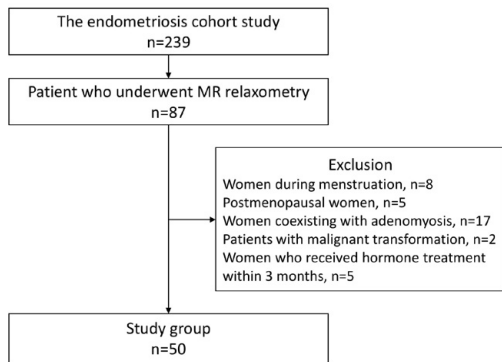 The endometriosis cohort study
n=239
Patient who underwent MR relaxometry
n=87
Exclusion
Women during menstruation, n=8
Postmenopausal women, n=5
Women coexisting with adenomyosis, n=17
Patients with malignant transformation, n=2
Women who received hormone treatment
within 3 months, n=5
Study group
n=50